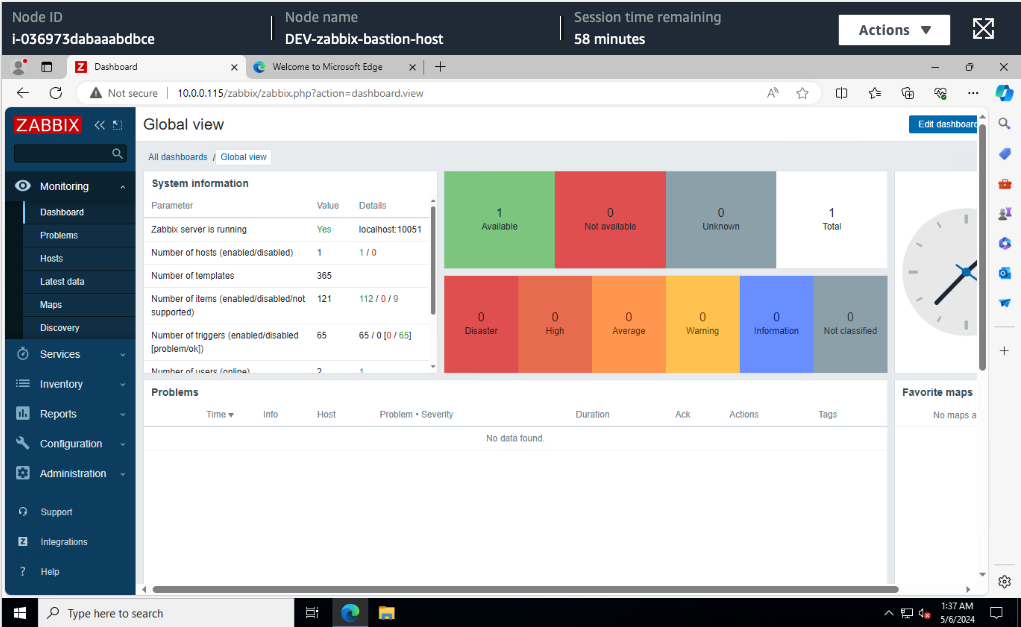 Node ID
i-036973dabaaabdbce
Node name
DEV-zabbix-bastion-host
Session time remaining
58 minutes
Actions
Dashboard
Welcome to Microsoft Edge
Not secure
10.0.0.115/zabbix/zabbix.php?action=dashboard.view
ZABBIX
Monitoring
Dashboard
Problems
Hosts
Latest data
Maps
Discovery
Services
Inventory
Reports
Configuration
Administration
Support
Integrations
Help
Global view
Edit dashboard
All dashboards / Global view
System information
Parameter Value Details
Zabbix server is running Yes localhost:10051
Number of hosts (enabled/disabled) 1 1 / 0
Number of templates 365
Number of items (enabled/disabled/not 121 112 / 0 / 9
supported)
Number of triggers (enabled/disabled 65 65 / 0 [0 / 65]
[problem/ok])
Number of users (online) 2 1
1 Available
0 Not available
0 Unknown
1 Total
0 Disaster
0 High
0 Average
0 Warning
0 Information
0 Not classified
Problems
Time Info Host Problem • Severity Duration Ack Actions Tags
No data found.
Favorite maps
No maps a
Type here to search
1:37 AM
5/6/2024